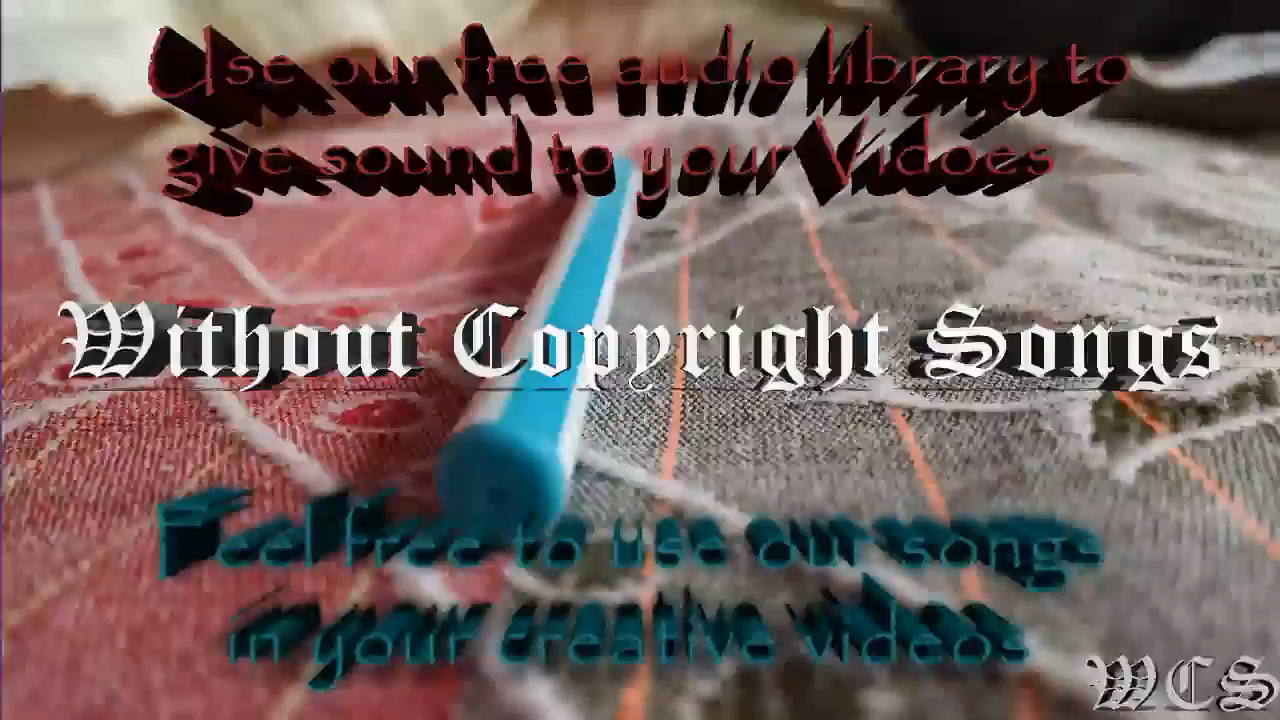 Use our free audio library to
give sound to your Vidoes
Without Copyright Songs
Feel free to use our songs
in your creative videos
WCS